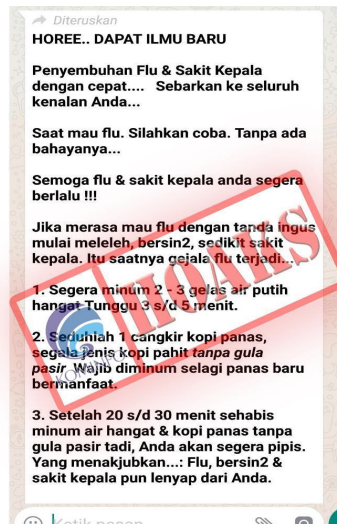 Diteruskan
HOREE.. DAPAT ILMU BARU
Penyembuhan Flu & Sakit Kepala
dengan cepat.... Sebarkan ke seluruh
kenalan Anda...
Saat mau flu. Silahkan coba. Tanpa ada
bahayanya...
Semoga flu & sakit kepala anda segera
berlalu !!!
Jika merasa mau flu dengan tanda ingus
mulai meleleh, bersin2, sedikit sakit
kepala. Itu saatnya gejala flu terjadi...
1. Segera minum 2 - 3 gelas air putih
hangat Tunggu 3 s/d 5 menit.
2. Seduhlah 1 cangkir kopi panas,
segala jenis kopi pahit tanpa gula
pasir. Wajib diminum selagi panas baru
bermanfaat.
3. Setelah 20 s/d 30 menit sehabis
minum air hangat & kopi panas tanpa
gula pasir tadi, Anda akan segera pipis.
Yang menakjubkan...: Flu, bersin2 &
sakit kepala pun lenyap dari Anda.
HOAKS
KOMINFO
Ketik pesan